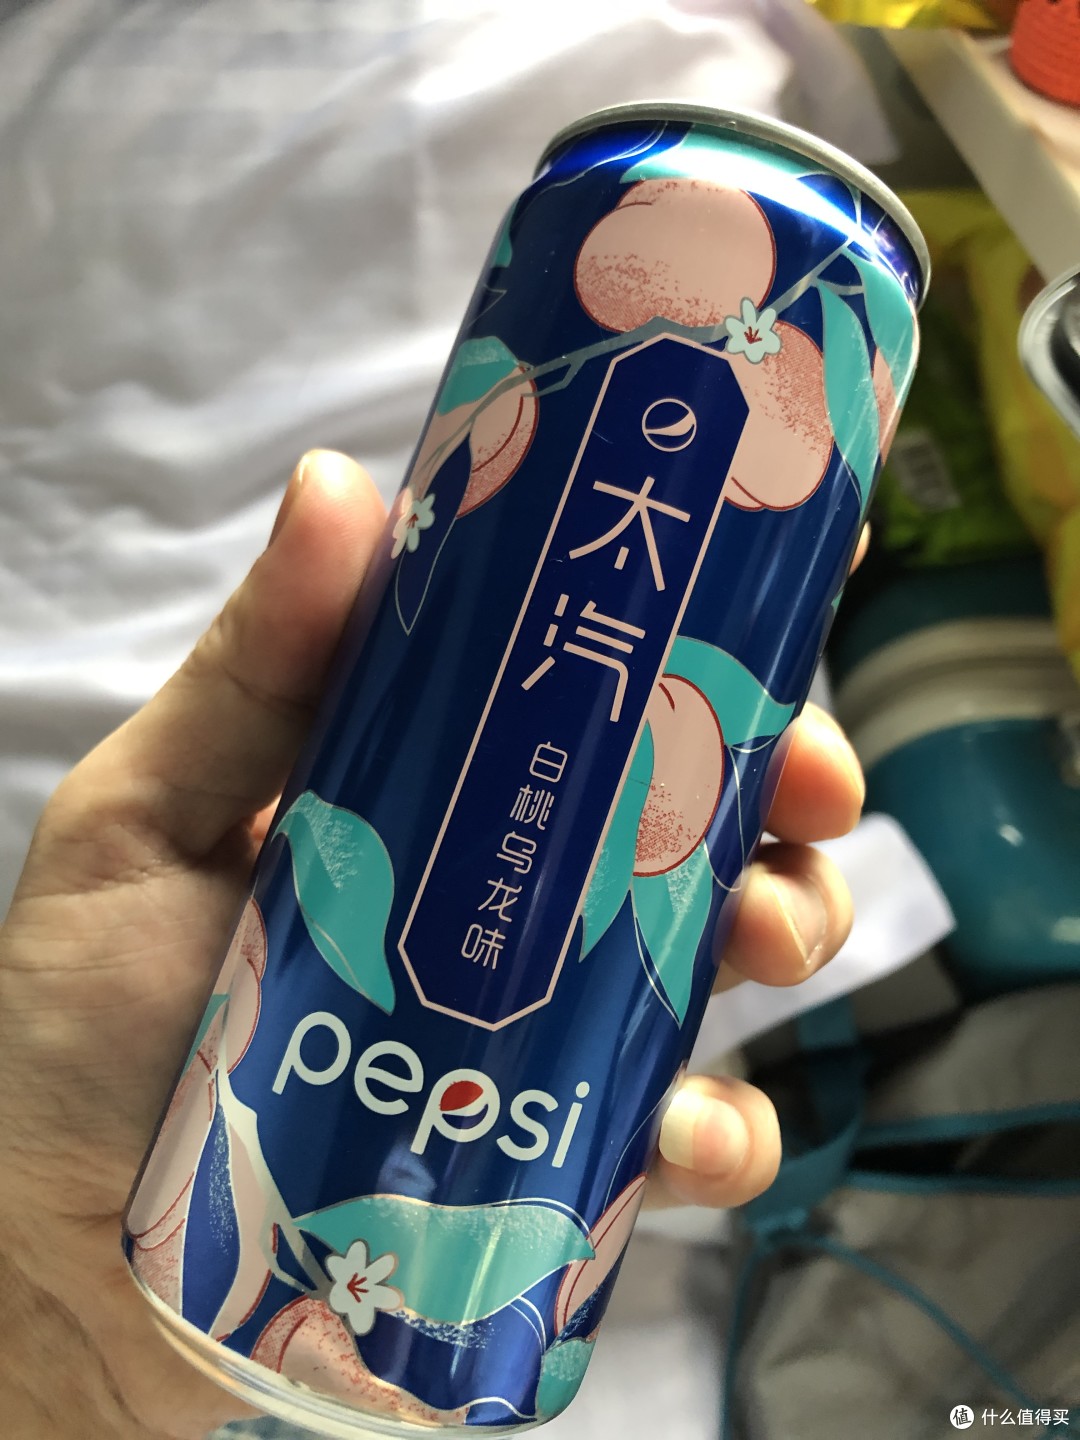 太汽
白桃乌龙味
pepsi
值 什么值得买